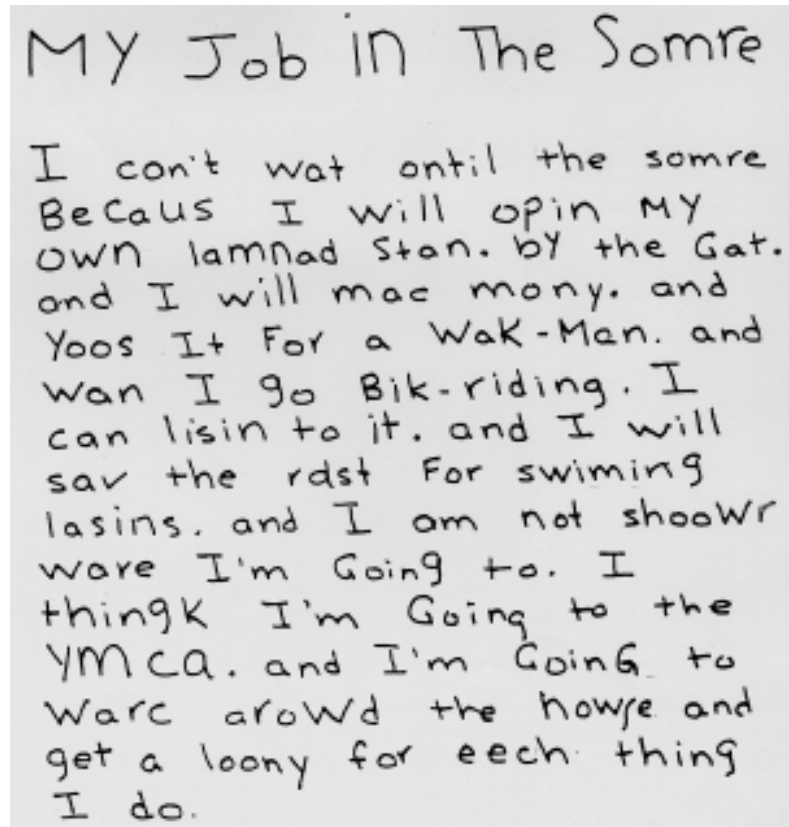 My Job in The Somre
I con't wat ontil the somre
BeCaus I will opin My
own lamnad Stan. by the Gat.
and I will mac mony. and
Yoos It For a Wak-Man. and
wan I go Bik-riding. I
can lisin to it. and I will
sav the rast For swiming
lasins. and I am not shoowr
ware I'm Going to. I
thingk I'm Going to the
YMCA. and I'm GoinG to
Warc arowd the howse and
get a loony for eech thing
I do.